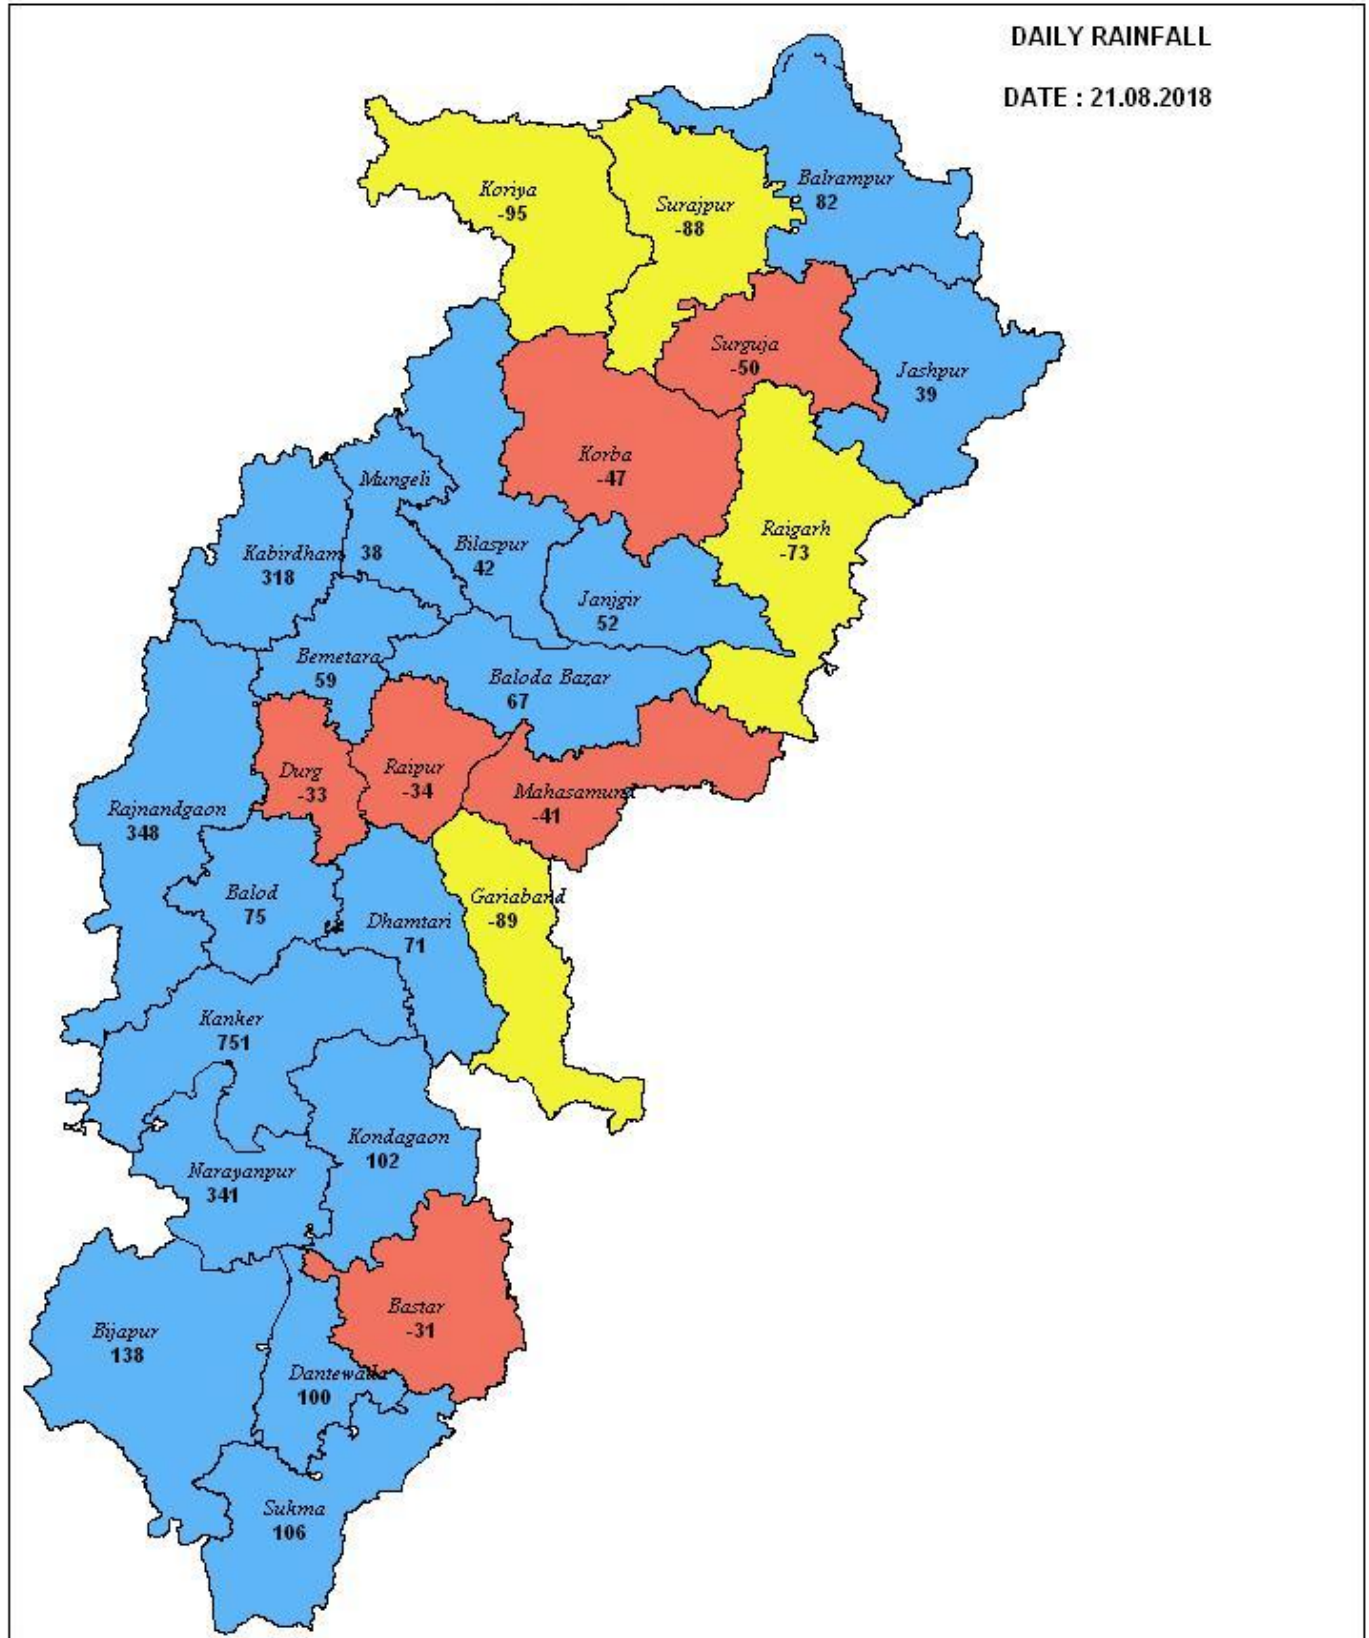 DAILY RAINFALL
DATE : 21.08.2018
Koriya
-95
Surajpur
-88
Balrampur
82
Surguja
-50
Jashpur
39
Korba
-47
Mungeli
38
Raigarh
-73
Kabirdham
318
Bilaspur
42
Janjgir
52
Bemetara
59
Baloda Bazar
67
Durg
-33
Raipur
-34
Mahasamund
-41
Rajnandgaon
348
Balod
75
Dhamtari
71
Gariaband
-89
Kanker
751
Kondagaon
102
Narayanpur
341
Bastar
-31
Bijapur
138
Dantewada
100
Sukma
106